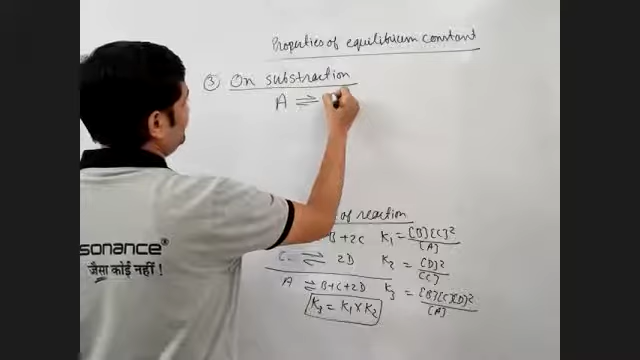 Properties of equilibrium constant
③ On substraction
A ⇌
of reaction
B + 2C K₁ = [B][C]² / [A]
C ⇌ 2D K₂ = [D]² / [C]
A ⇌ B+C+2D K₃ = [B][C][D]² / [A]
K₃ = K₁ × K₂
sonance®
जैसा कोई नहीं !